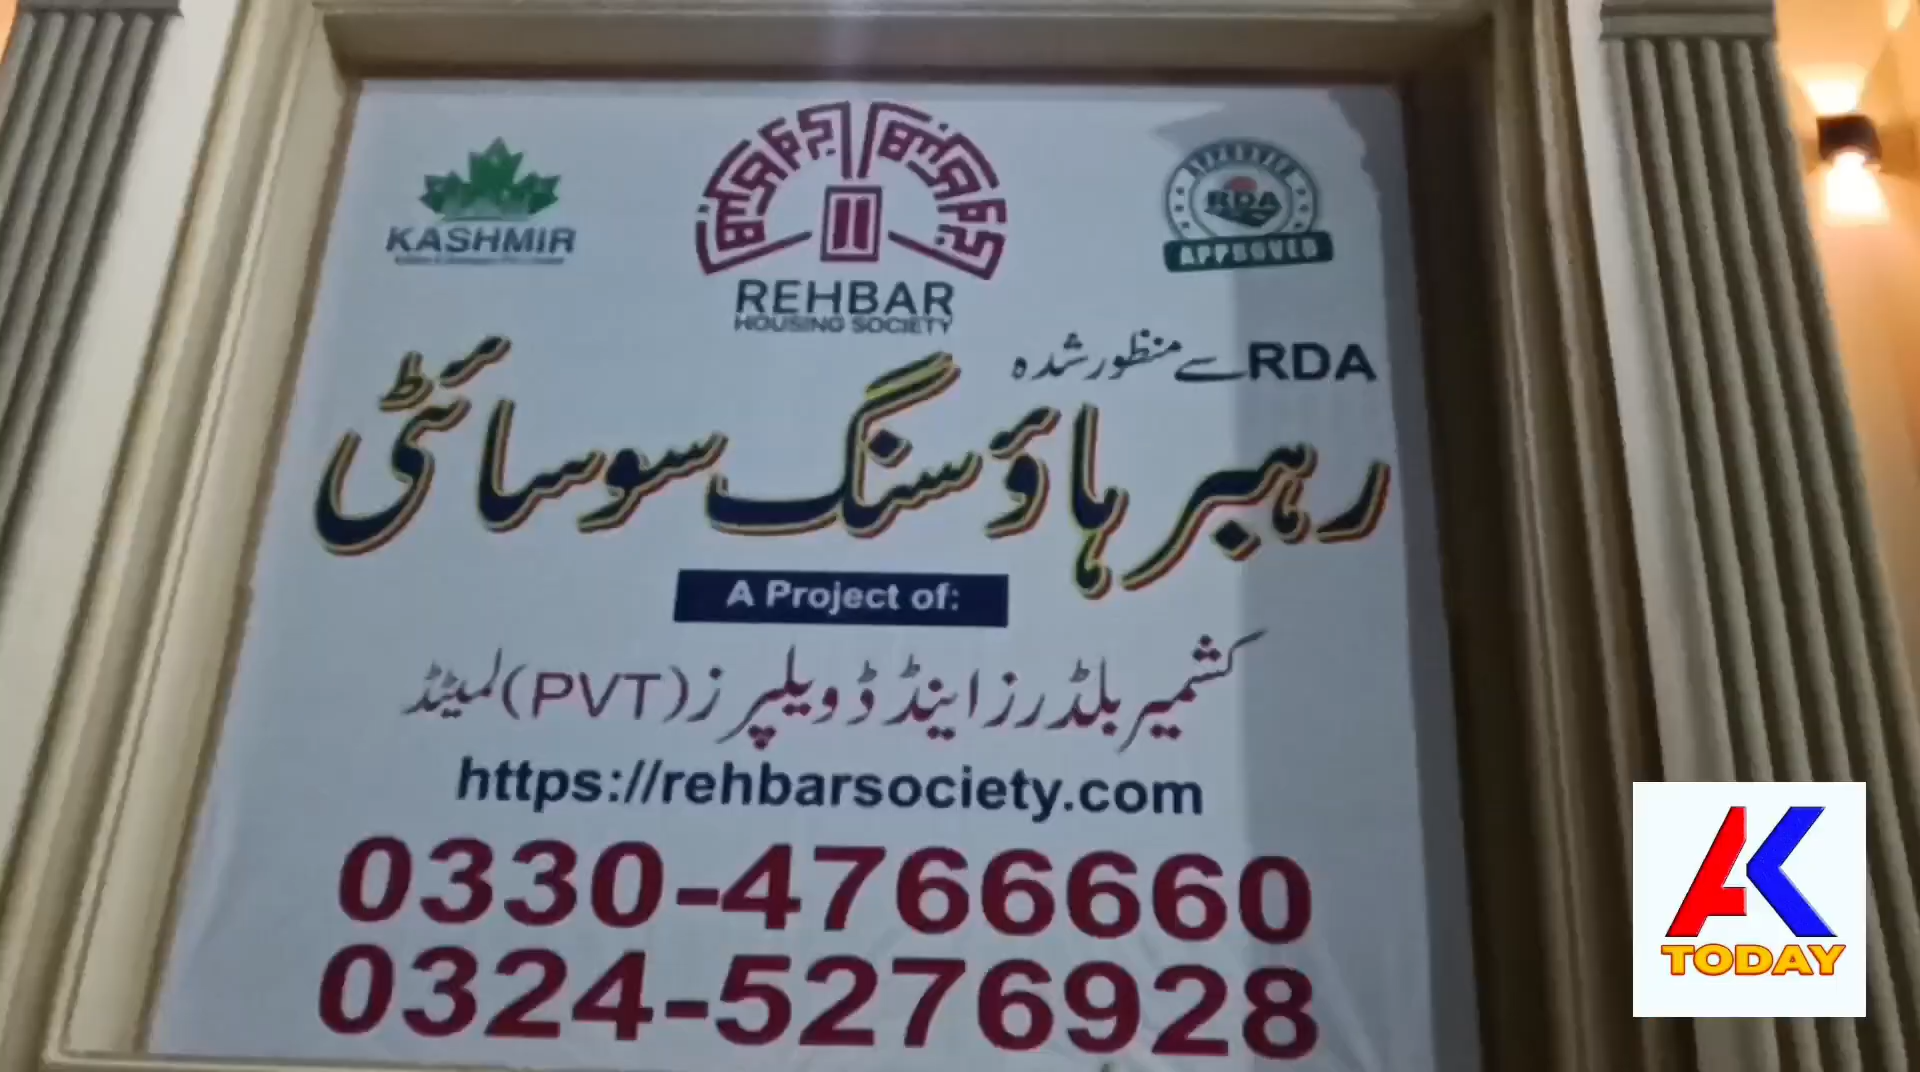 KASHMIR
REHBAR
HOUSING SOCIETY
APPROVED
RDA
APPROVED
RDA سے منظور شدہ
رہبر ہاؤسنگ سوسائٹی
A Project of:
کشمیر بلڈرز اینڈ ڈویلپرز (PVT) لمیٹڈ
https://rehbarsociety.com
0330-4766660
0324-5276928
AK
TODAY